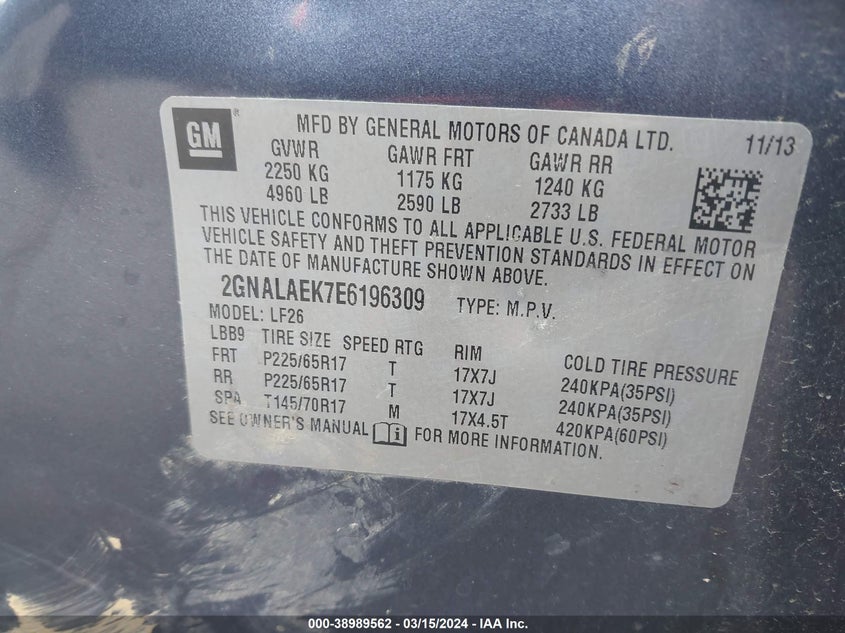 GM ® MFD BY GENERAL MOTORS OF CANADA LTD. 11/13
GVWR GAWR FRT GAWR RR
2250 KG 1175 KG 1240 KG
4960 LB 2590 LB 2733 LB
THIS VEHICLE CONFORMS TO ALL APPLICABLE U.S. FEDERAL MOTOR
VEHICLE SAFETY AND THEFT PREVENTION STANDARDS IN EFFECT ON
THE DATE OF MANUFACTURE SHOWN ABOVE.
2GNALAEK7E6196309 TYPE: M.P.V.
MODEL: LF26
LBB9 TIRE SIZE SPEED RTG RIM COLD TIRE PRESSURE
FRT P225/65R17 T 17X7J 240KPA(35PSI)
RR P225/65R17 T 17X7J 240KPA(35PSI)
SPA T145/70R17 M 17X4.5T 420KPA(60PSI)
SEE OWNER'S MANUAL FOR MORE INFORMATION.
000-38989562 - 03/15/2024 - IAA Inc.